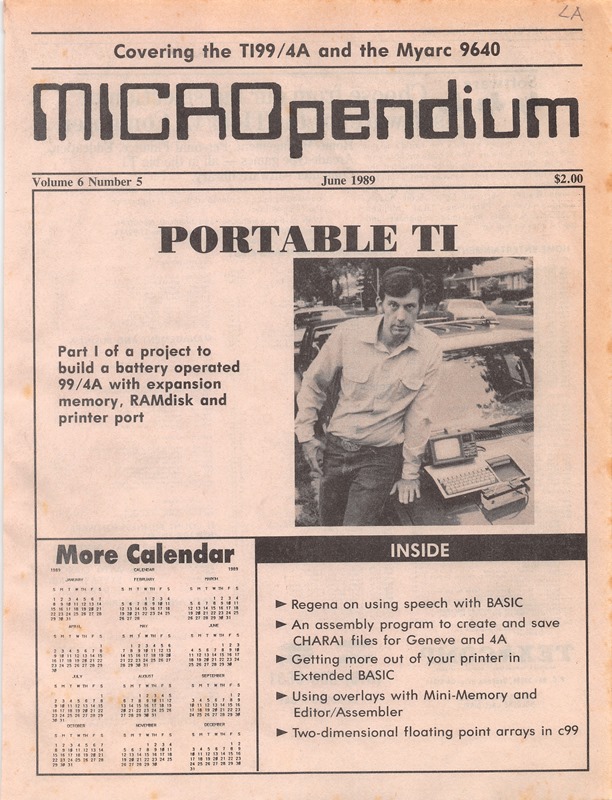 LA
Covering the TI99/4A and the Myarc 9640
MICROpendium
Volume 6 Number 5 June 1989 $2.00
PORTABLE TI
Part I of a project to
build a battery operated
99/4A with expansion
memory, RAMdisk and
printer port
More Calendar
1989 CALENDAR 1989
JANUARY FEBRUARY MARCH
APRIL MAY JUNE
JULY AUGUST SEPTEMBER
OCTOBER NOVEMBER DECEMBER
INSIDE
► Regena on using speech with BASIC
► An assembly program to create and save
CHARA1 files for Geneve and 4A
► Getting more out of your printer in
Extended BASIC
► Using overlays with Mini-Memory and
Editor/Assembler
► Two-dimensional floating point arrays in c99